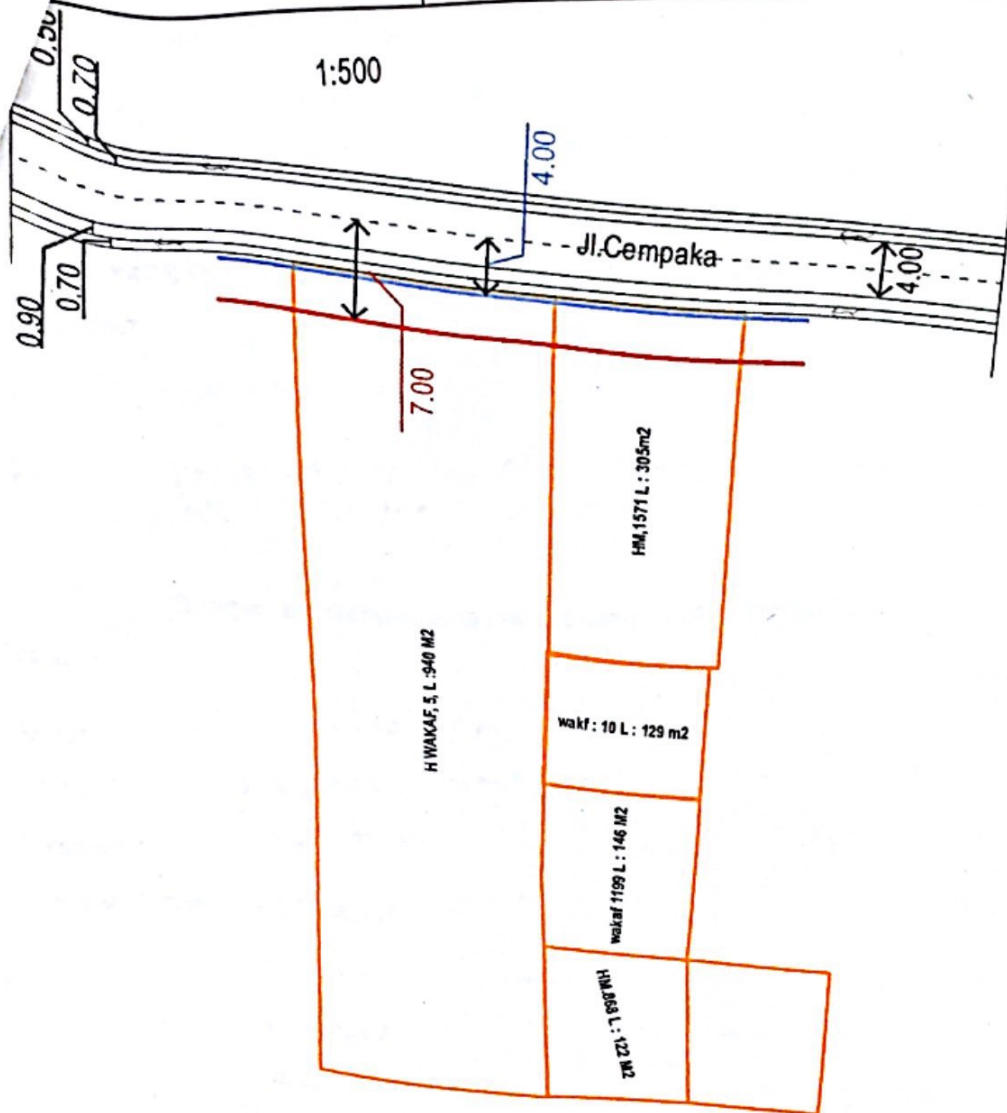 1:500
0.50
0.70
4.00
Jl.Cempaka
4.00
0.90
0.70
7.00
HM,1571 L : 305m2
H WAKAF, 5, L :940 M2
wakf : 10 L : 129 m2
wakaf 1199 L : 146 M2
HM.868 L : 122 M2